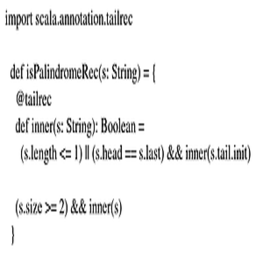 import scala.annotation.tailrec
def isPalindromeRec(s: String) = {
@tailrec
def inner(s: String): Boolean =
(s.length <= 1) || (s.head == s.last) && inner(s.tail.init)
(s.size >= 2) && inner(s)
}